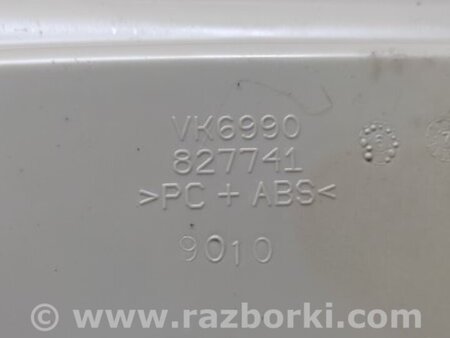 VK6990
827741
>PC + ABS<
9010
© www.razborki.com